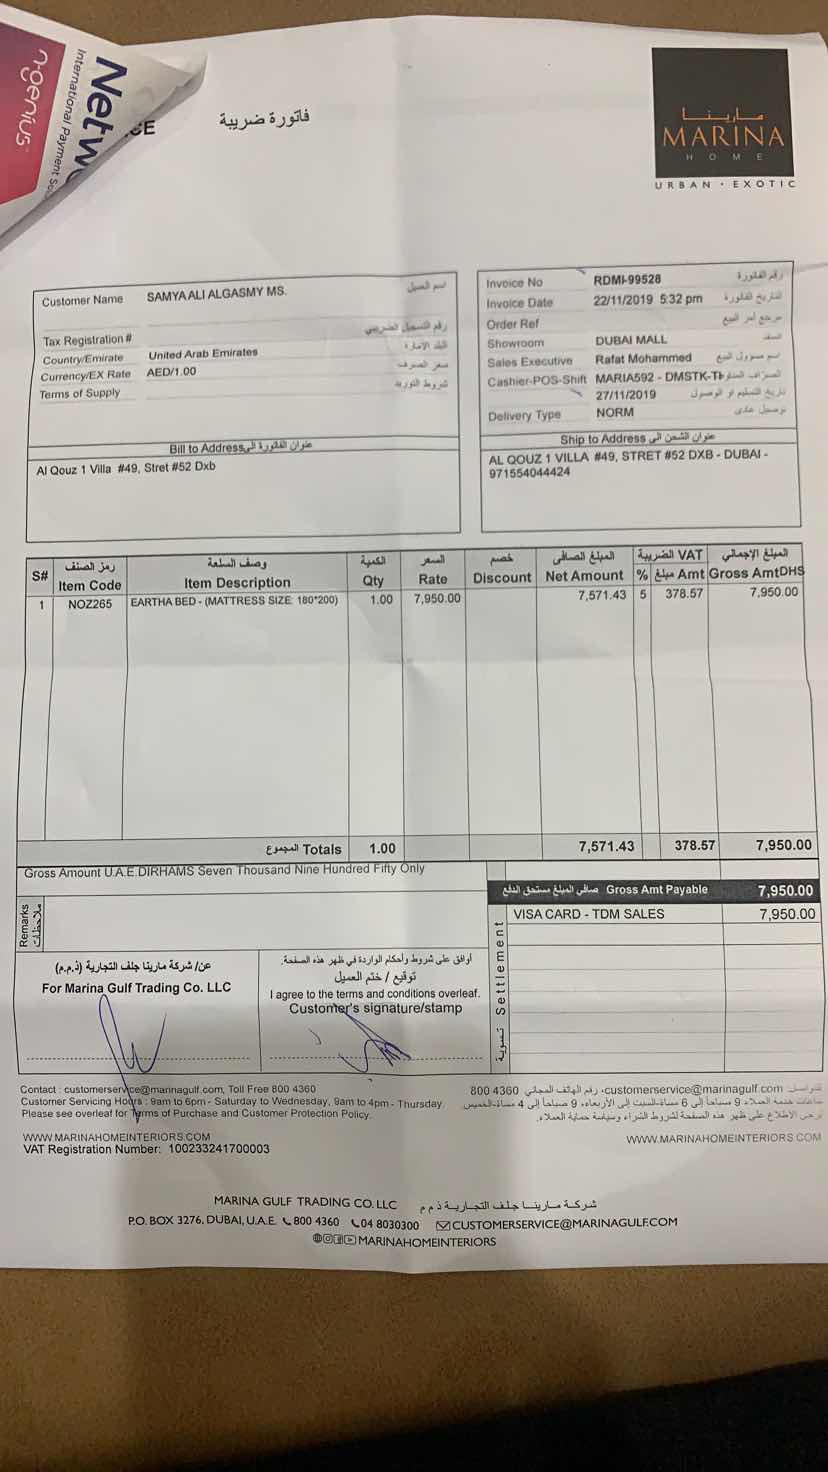 n-genius
Netw
International Payment So
CE
فاتورة ضريبة
مارينا
MARINA
HOME
URBAN · EXOTIC
Customer Name SAMYA ALI ALGASMY MS. اسم العميل
Tax Registration # رقم التسجيل الضريبي
Country/Emirate United Arab Emirates البلد الامارة
Currency/EX Rate AED/1.00 سعر الصرف
Terms of Supply شروط التوريد
Bill to Address عنوان الفاتورة الى
Al Qouz 1 Villa #49, Stret #52 Dxb
Invoice No RDMI-99528 رقم الفاتورة
Invoice Date 22/11/2019 5:32 pm التاريخ الفاتورة
Order Ref مرجع أمر البيع
Showroom DUBAI MALL
Sales Executive Rafat Mohammed اسم مسؤول البيع
Cashier-POS-Shift MARIA592 - DMSTK-TH
27/11/2019 تاريخ التسليم او الوصول
Delivery Type NORM توصيل عادى
Ship to Address عنوان الشحن الى
AL QOUZ 1 VILLA #49, STRET #52 DXB - DUBAI -
971554044424
رمز الصنف وصف السلعة الكمية السعر خصم المبلغ الصافي VAT الضريبة المبلغ الإجمالي
S# Item Code Item Description Qty Rate Discount Net Amount % مبلغ Amt Gross AmtDHS
1 NOZ265 EARTHA BED - (MATTRESS SIZE: 180*200) 1.00 7,950.00 7,571.43 5 378.57 7,950.00
المجموع Totals 1.00 7,571.43 378.57 7,950.00
Gross Amount U.A.E.DIRHAMS Seven Thousand Nine Hundred Fifty Only
صافي المبلغ مستحق الدفع Gross Amt Payable 7,950.00
Remarks ملاحظات
Settlement تسوية
VISA CARD - TDM SALES 7,950.00
عن/ شركة مارينا جلف التجارية (ذ.م.م)
For Marina Gulf Trading Co. LLC
أوافق على شروط وأحكام الواردة في ظهر هذه الصفحة.
توقيع / ختم العميل
I agree to the terms and conditions overleaf.
Customer's signature/stamp
Contact : customerservice@marinagulf.com, Toll Free 800 4360
Customer Servicing Hours : 9am to 6pm - Saturday to Wednesday, 9am to 4pm - Thursday.
Please see overleaf for Terms of Purchase and Customer Protection Policy.
للتواصل: customerservice@marinagulf.com، رقم الهاتف المجاني 800 4360
ساعات خدمة العملاء 9 صباحاً إلى 6 مساءً-السبت إلى الأربعاء، 9 صباحاً إلى 4 مساءً-الخميس.
يرجى الاطلاع على ظهر هذه الصفحة لشروط الشراء وسياسة حماية العملاء.
WWW.MARINAHOMEINTERIORS.COM
WWW.MARINAHOMEINTERIORS.COM
VAT Registration Number: 100233241700003
MARINA GULF TRADING CO. LLC شركة مارينا جلف التجارية ذ م م
P.O. BOX 3276, DUBAI, U.A.E. 800 4360 04 8030300 CUSTOMERSERVICE@MARINAGULF.COM
MARINAHOMEINTERIORS